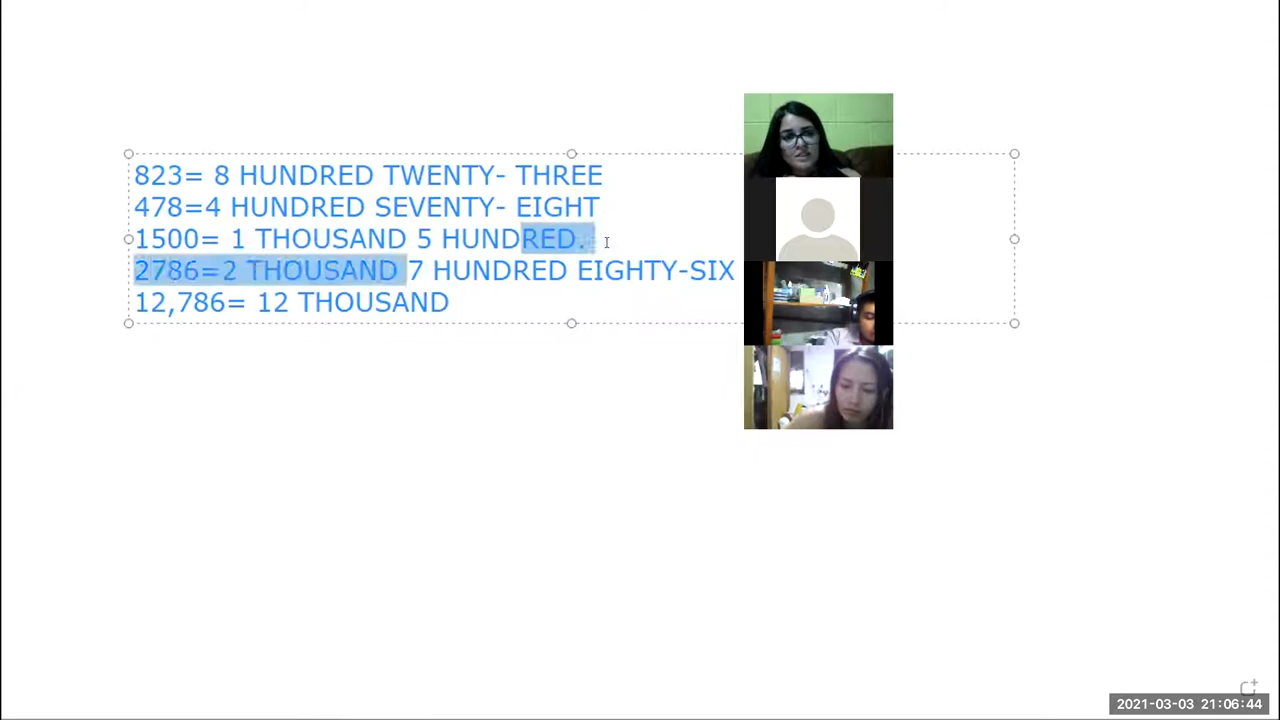 823= 8 HUNDRED TWENTY- THREE
478=4 HUNDRED SEVENTY- EIGHT
1500= 1 THOUSAND 5 HUNDRED.
2786=2 THOUSAND 7 HUNDRED EIGHTY-SIX
12,786= 12 THOUSAND
2021-03-03 21:06:44